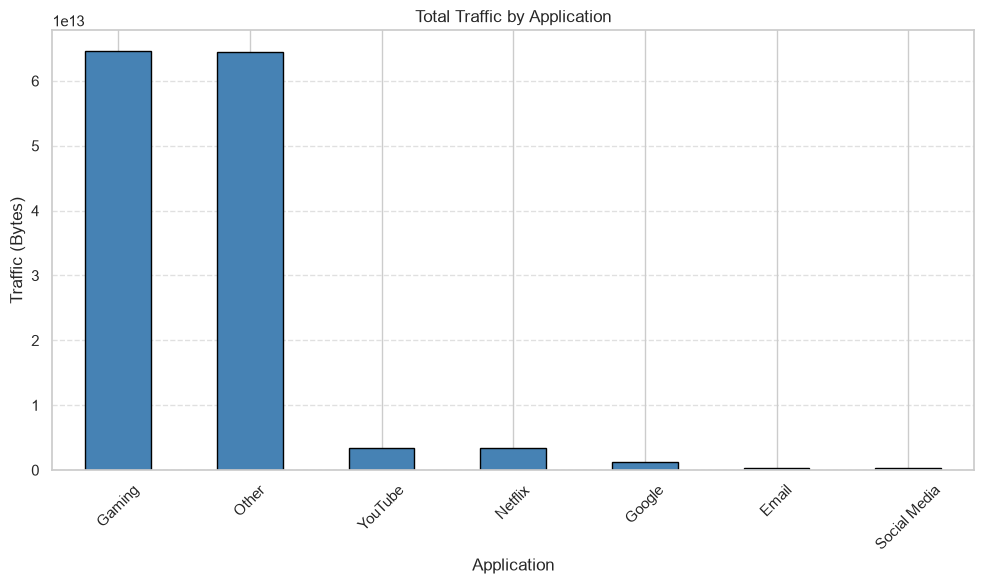 Total Traffic by Application
1e13
6
5
4
3
2
1
0
Traffic (Bytes)
Gaming
Other
YouTube
Netflix
Google
Email
Social Media
Application